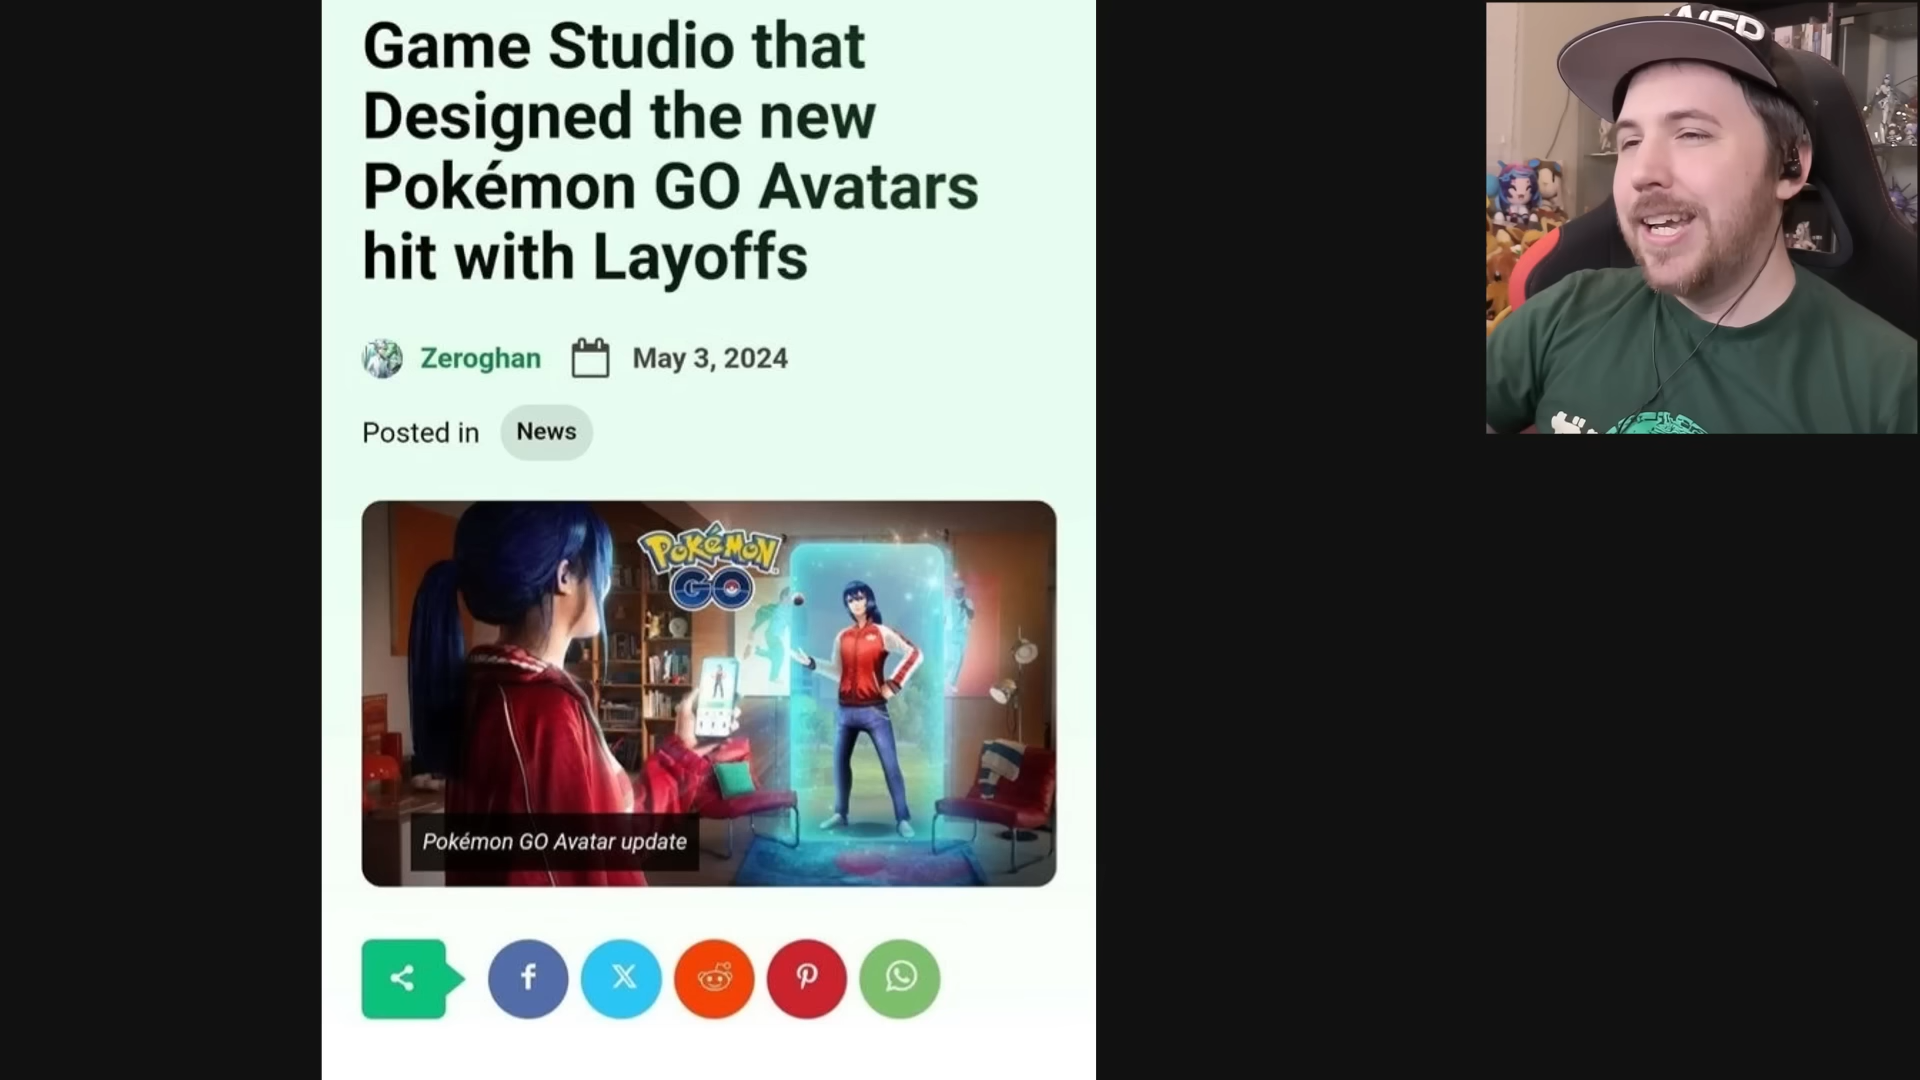 Game Studio that
Designed the new
Pokémon GO Avatars
hit with Layoffs
Zeroghan
May 3, 2024
Posted in
News
POKÉMON
GO
Pokémon GO Avatar update